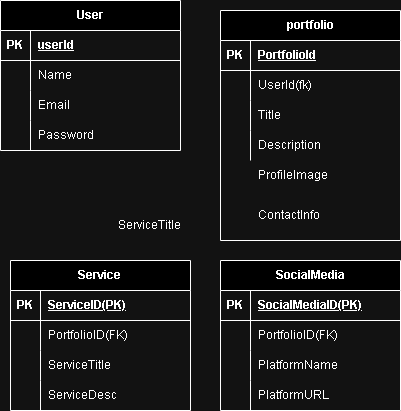 User
PK userId
Name
Email
Password
portfolio
PK PortfolioId
UserId(fk)
Title
Description
ProfileImage
ContactInfo
ServiceTitle
Service
PK ServiceID(PK)
PortfolioID(FK)
ServiceTitle
ServiceDesc
SocialMedia
PK SocialMediaID(PK)
PortfolioID(FK)
PlatformName
PlatformURL